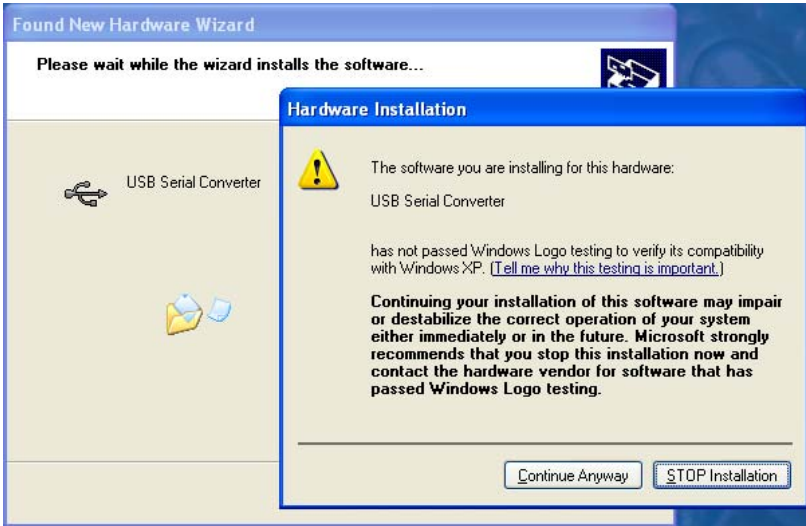 Found New Hardware Wizard
Please wait while the wizard installs the software...
Hardware Installation
USB Serial Converter
The software you are installing for this hardware:
USB Serial Converter
has not passed Windows Logo testing to verify its compatibility
with Windows XP. (Tell me why this testing is important.)
Continuing your installation of this software may impair
or destabilize the correct operation of your system
either immediately or in the future. Microsoft strongly
recommends that you stop this installation now and
contact the hardware vendor for software that has
passed Windows Logo testing.
Continue Anyway
STOP Installation